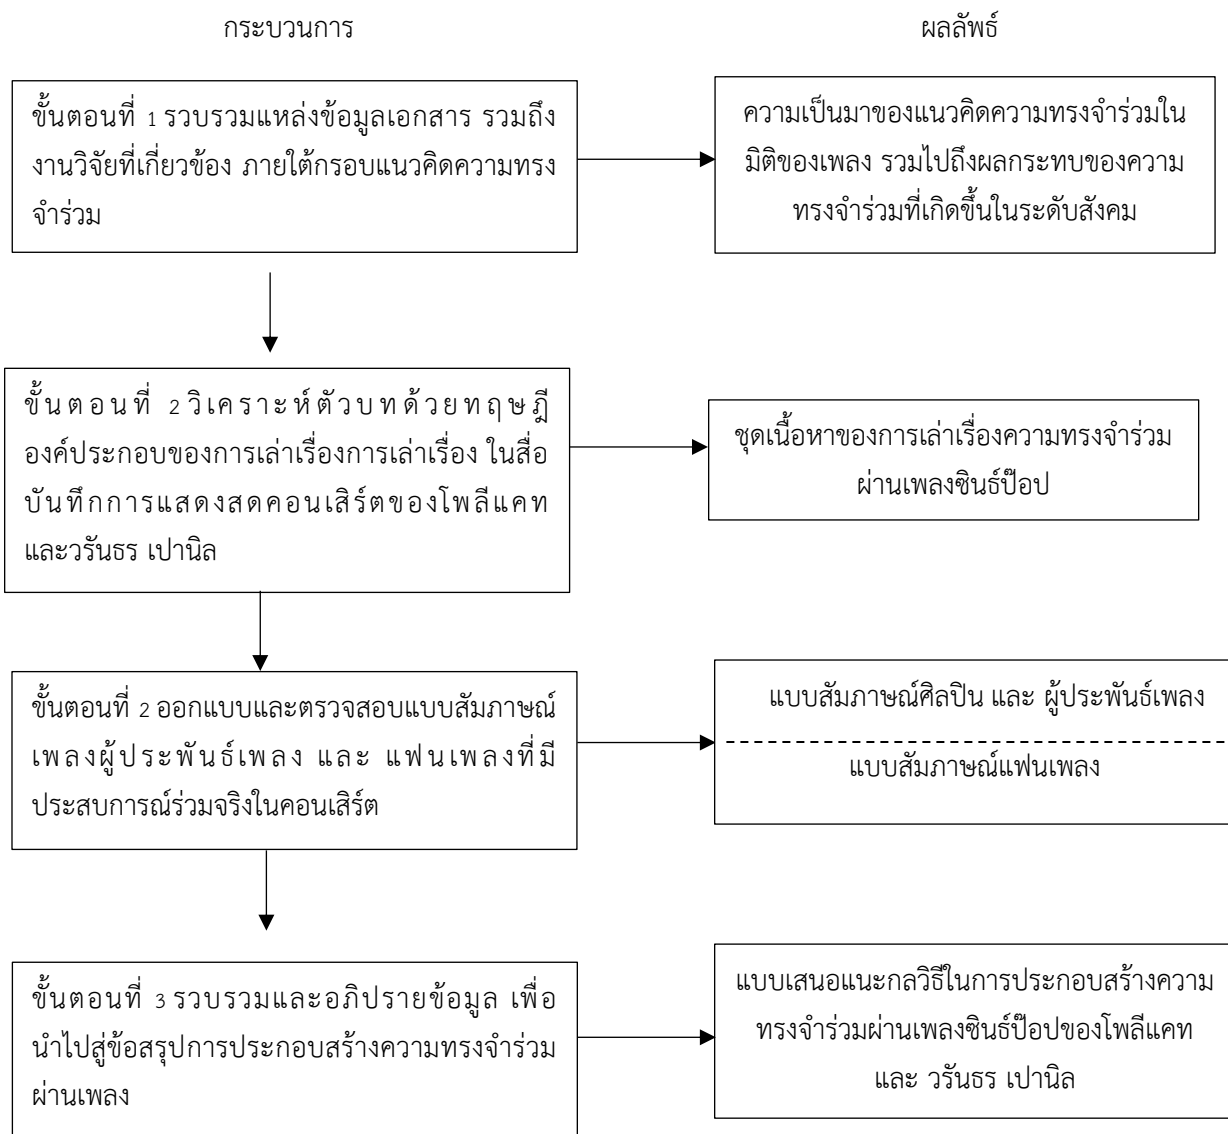 กระบวนการ
ผลลัพธ์
ขั้นตอนที่ 1 รวบรวมแหล่งข้อมูลเอกสาร รวมถึง
งานวิจัยที่เกี่ยวข้อง ภายใต้กรอบแนวคิดความทรง
จำร่วม
ความเป็นมาของแนวคิดความทรงจำร่วมใน
มิติของเพลง รวมไปถึงผลกระทบของความ
ทรงจำร่วมที่เกิดขึ้นในระดับสังคม
ขั้นตอนที่ 2 วิเคราะห์ตัวบทด้วยทฤษฎี
องค์ประกอบของการเล่าเรื่องการเล่าเรื่อง ในสื่อ
บันทึกการแสดงสดคอนเสิร์ตของโพลีแคท
และวรันธร เปานิล
ชุดเนื้อหาของการเล่าเรื่องความทรงจำร่วม
ผ่านเพลงซินธ์ป๊อป
ขั้นตอนที่ 2 ออกแบบและตรวจสอบแบบสัมภาษณ์
เพลงผู้ประพันธ์เพลง และ แฟนเพลงที่มี
ประสบการณ์ร่วมจริงในคอนเสิร์ต
แบบสัมภาษณ์ศิลปิน และ ผู้ประพันธ์เพลง
แบบสัมภาษณ์แฟนเพลง
ขั้นตอนที่ 3 รวบรวมและอภิปรายข้อมูล เพื่อ
นำไปสู่ข้อสรุปการประกอบสร้างความทรงจำร่วม
ผ่านเพลง
แบบเสนอแนะกลวิธีในการประกอบสร้างความ
ทรงจำร่วมผ่านเพลงซินธ์ป๊อปของโพลีแคท
และ วรันธร เปานิล